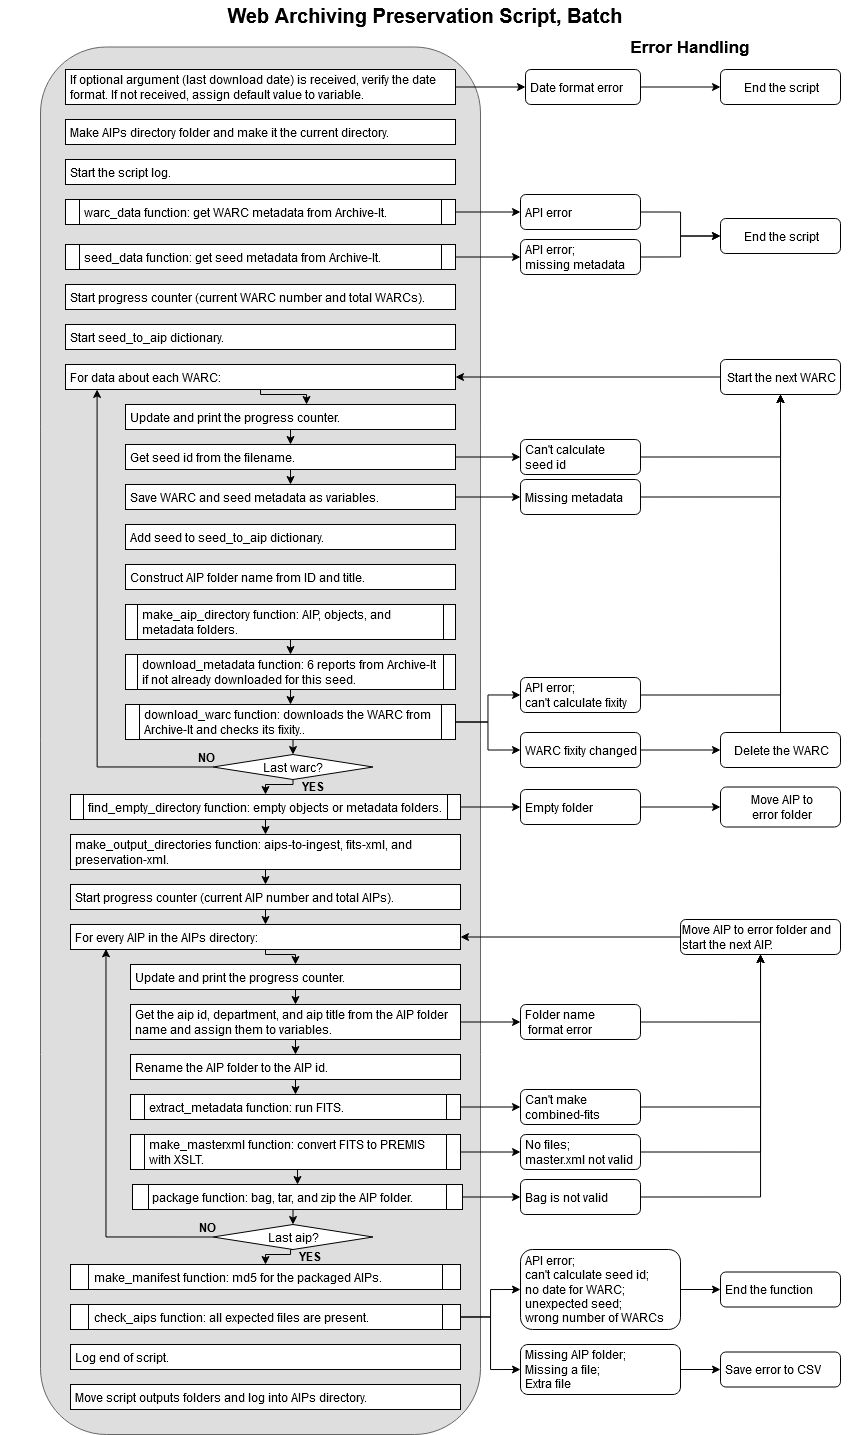 Web Archiving Preservation Script, Batch
Error Handling
If optional argument (last download date) is received, verify the date
format. If not received, assign default value to variable.
Date format error
End the script
Make AIPs directory folder and make it the current directory.
Start the script log.
warc_data function: get WARC metadata from Archive-It.
API error
End the script
seed_data function: get seed metadata from Archive-It.
API error;
missing metadata
Start progress counter (current WARC number and total WARCs).
Start seed_to_aip dictionary.
For data about each WARC:
Start the next WARC
Update and print the progress counter.
Get seed id from the filename.
Can't calculate
seed id
Save WARC and seed metadata as variables.
Missing metadata
Add seed to seed_to_aip dictionary.
Construct AIP folder name from ID and title.
make_aip_directory function: AIP, objects, and
metadata folders.
download_metadata function: 6 reports from Archive-It
if not already downloaded for this seed.
download_warc function: downloads the WARC from
Archive-It and checks its fixity..
API error;
can't calculate fixity
WARC fixity changed
Delete the WARC
NO
Last warc?
YES
find_empty_directory function: empty objects or metadata folders.
Empty folder
Move AIP to
error folder
make_output_directories function: aips-to-ingest, fits-xml, and
preservation-xml.
Start progress counter (current AIP number and total AIPs).
For every AIP in the AIPs directory:
Move AIP to error folder and
start the next AIP.
Update and print the progress counter.
Get the aip id, department, and aip title from the AIP folder
name and assign them to variables.
Folder name
format error
Rename the AIP folder to the AIP id.
extract_metadata function: run FITS.
Can't make
combined-fits
make_masterxml function: convert FITS to PREMIS
with XSLT.
No files;
master.xml not valid
package function: bag, tar, and zip the AIP folder.
Bag is not valid
NO
Last aip?
YES
make_manifest function: md5 for the packaged AIPs.
API error;
can't calculate seed id;
no date for WARC;
unexpected seed;
wrong number of WARCs
End the function
check_aips function: all expected files are present.
Log end of script.
Missing AIP folder;
Missing a file;
Extra file
Save error to CSV
Move script outputs folders and log into AIPs directory.